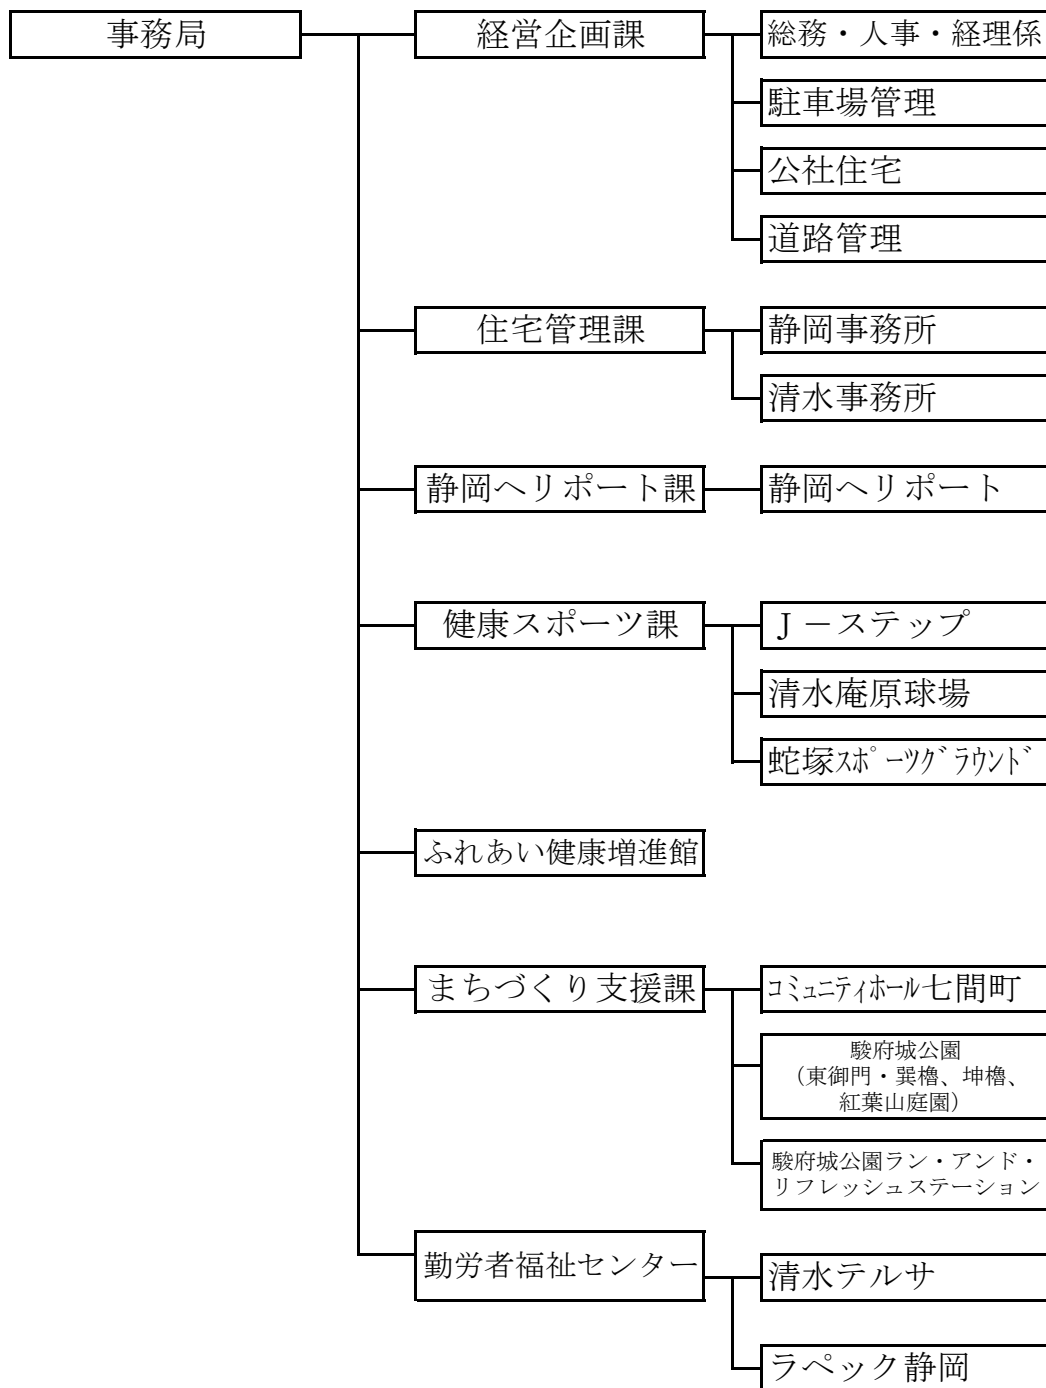 事務局
経営企画課
総務・人事・経理係
駐車場管理
公社住宅
道路管理
住宅管理課
静岡事務所
清水事務所
静岡ヘリポート課
静岡ヘリポート
健康スポーツ課
J－ステップ
清水庵原球場
蛇塚ｽﾎﾟｰﾂｸﾞﾗｳﾝﾄﾞ
ふれあい健康増進館
まちづくり支援課
ｺﾐｭﾆﾃｨﾎｰﾙ七間町
駿府城公園
（東御門・巽櫓、坤櫓、
紅葉山庭園）
駿府城公園ラン・アンド・
リフレッシュステーション
勤労者福祉センター
清水テルサ
ラペック静岡